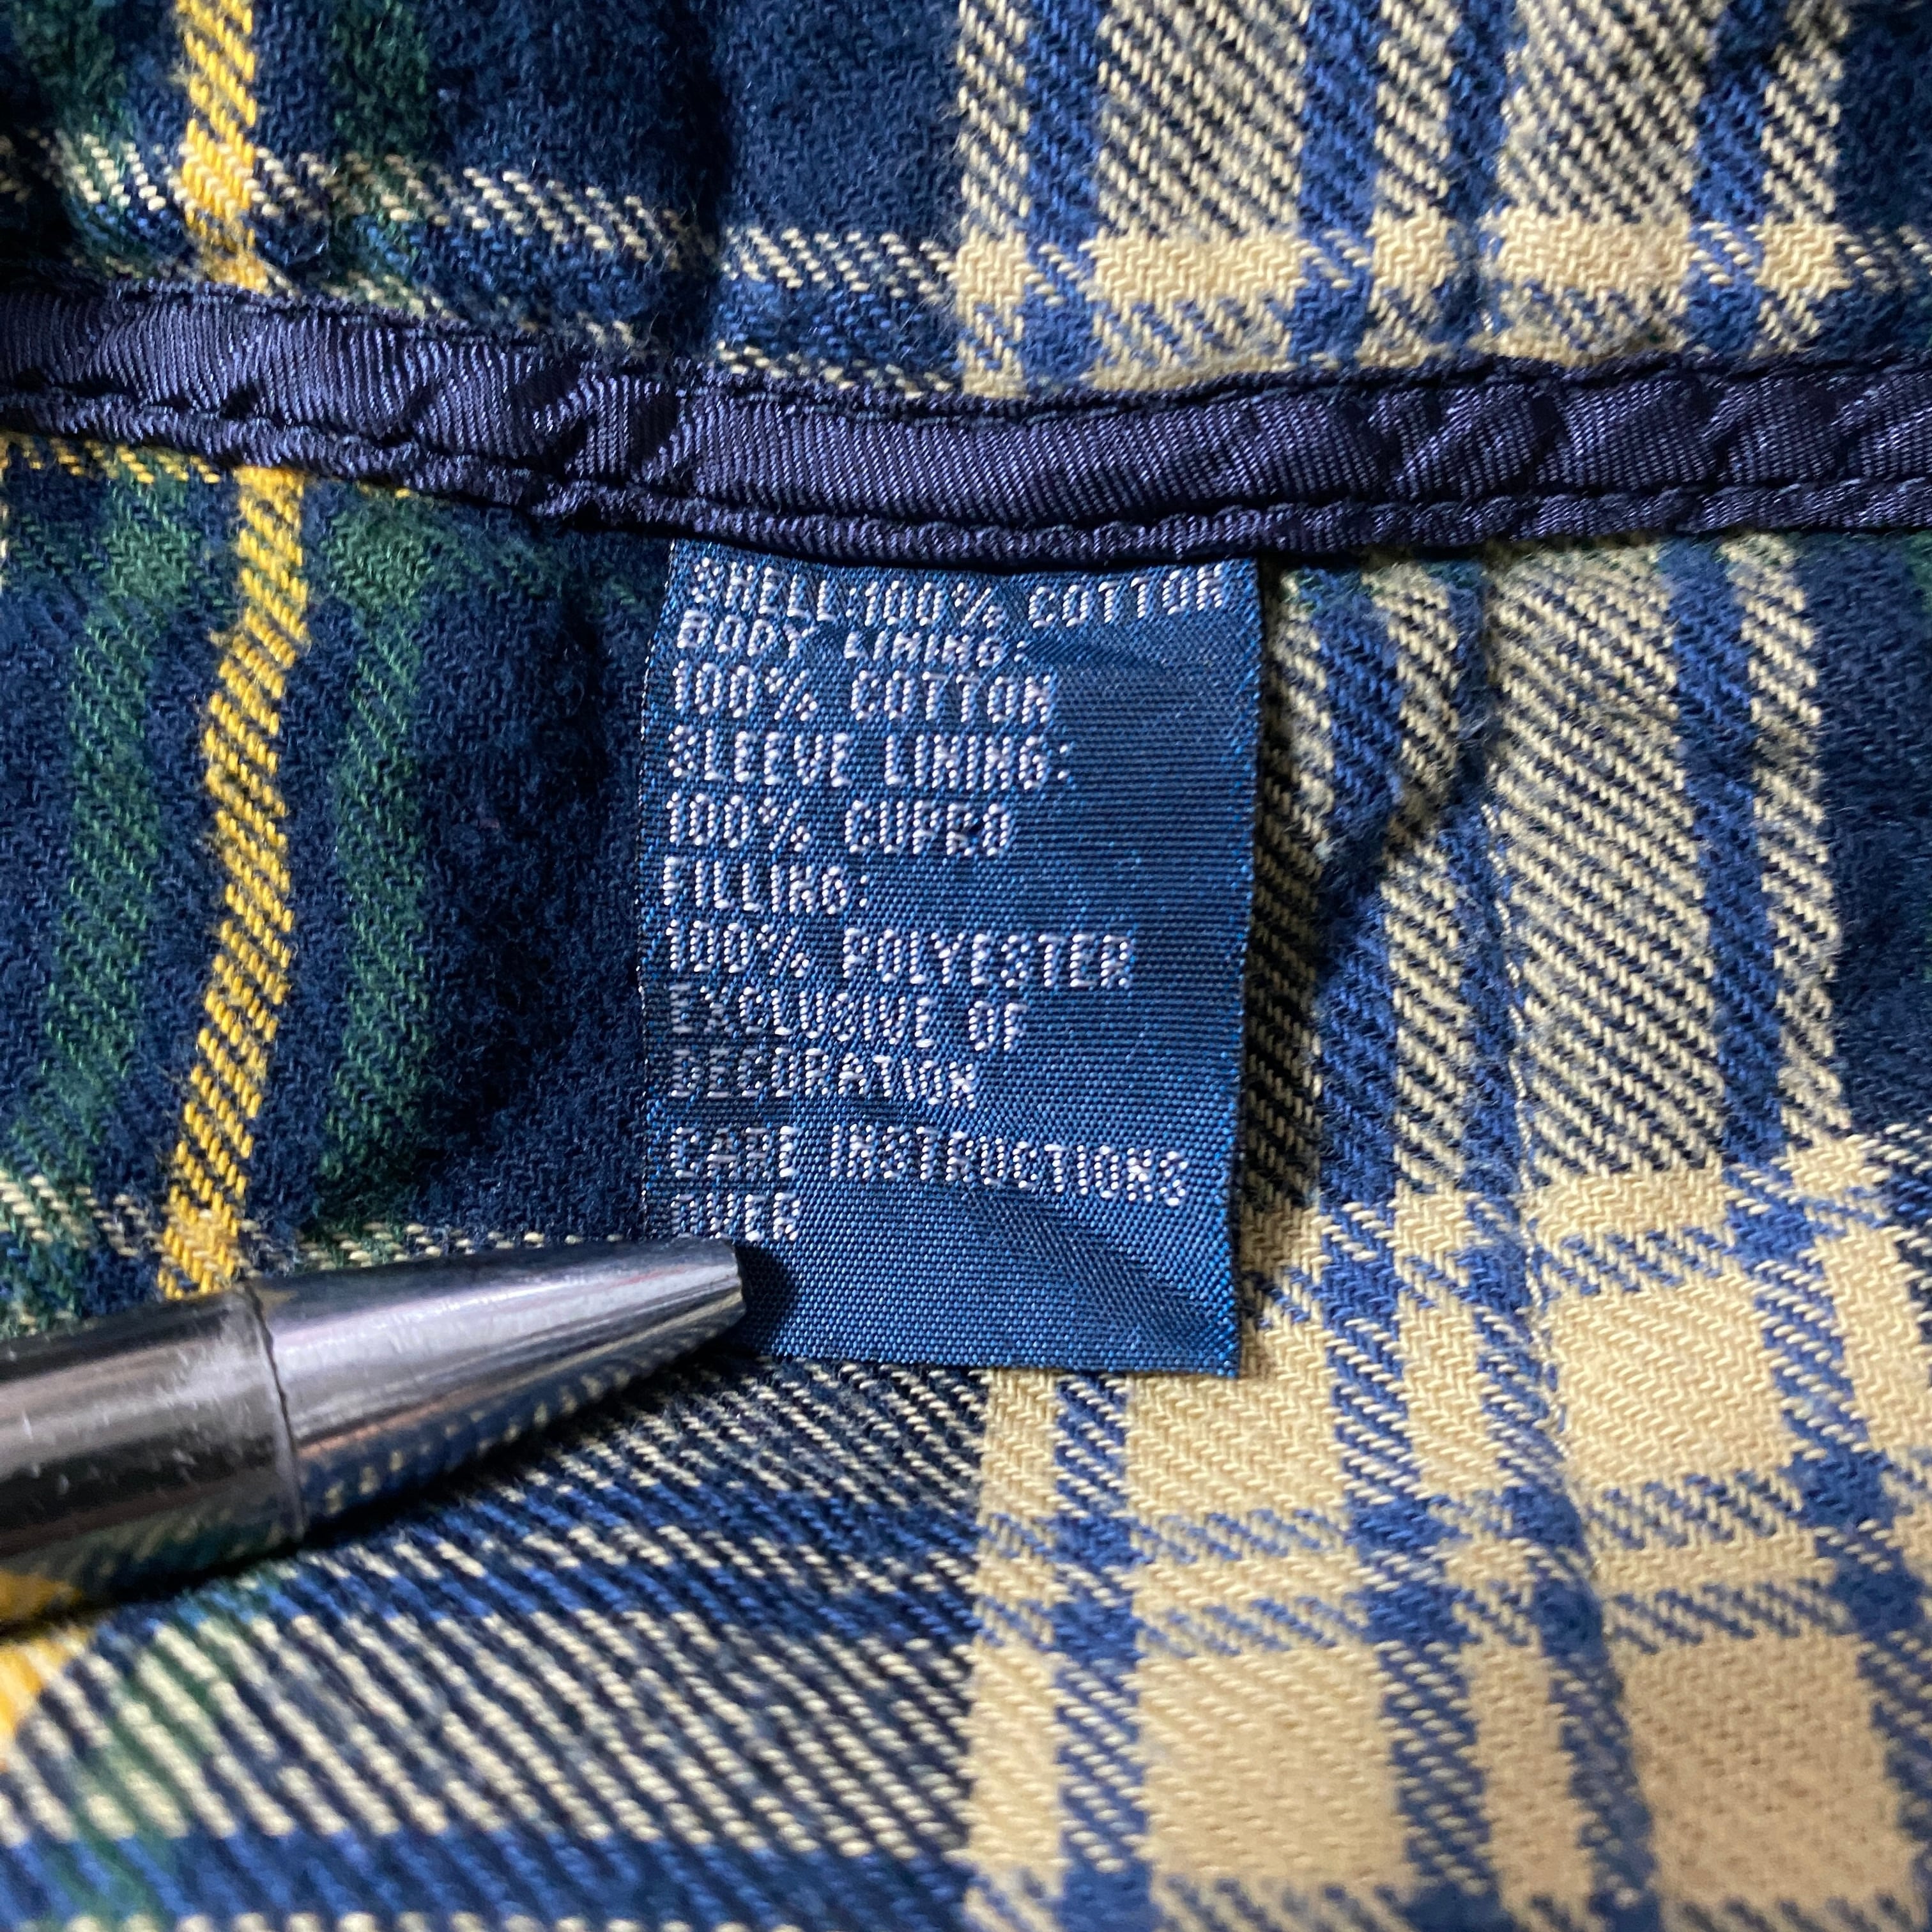 SHELL:100% COTTON
BODY LINING:
100% COTTON
SLEEVE LINING:
100% CUPRO
FILLING:
100% POLYESTER
EXCLUSIVE OF
DECORATION
CARE INSTRUCTIONS
OVER